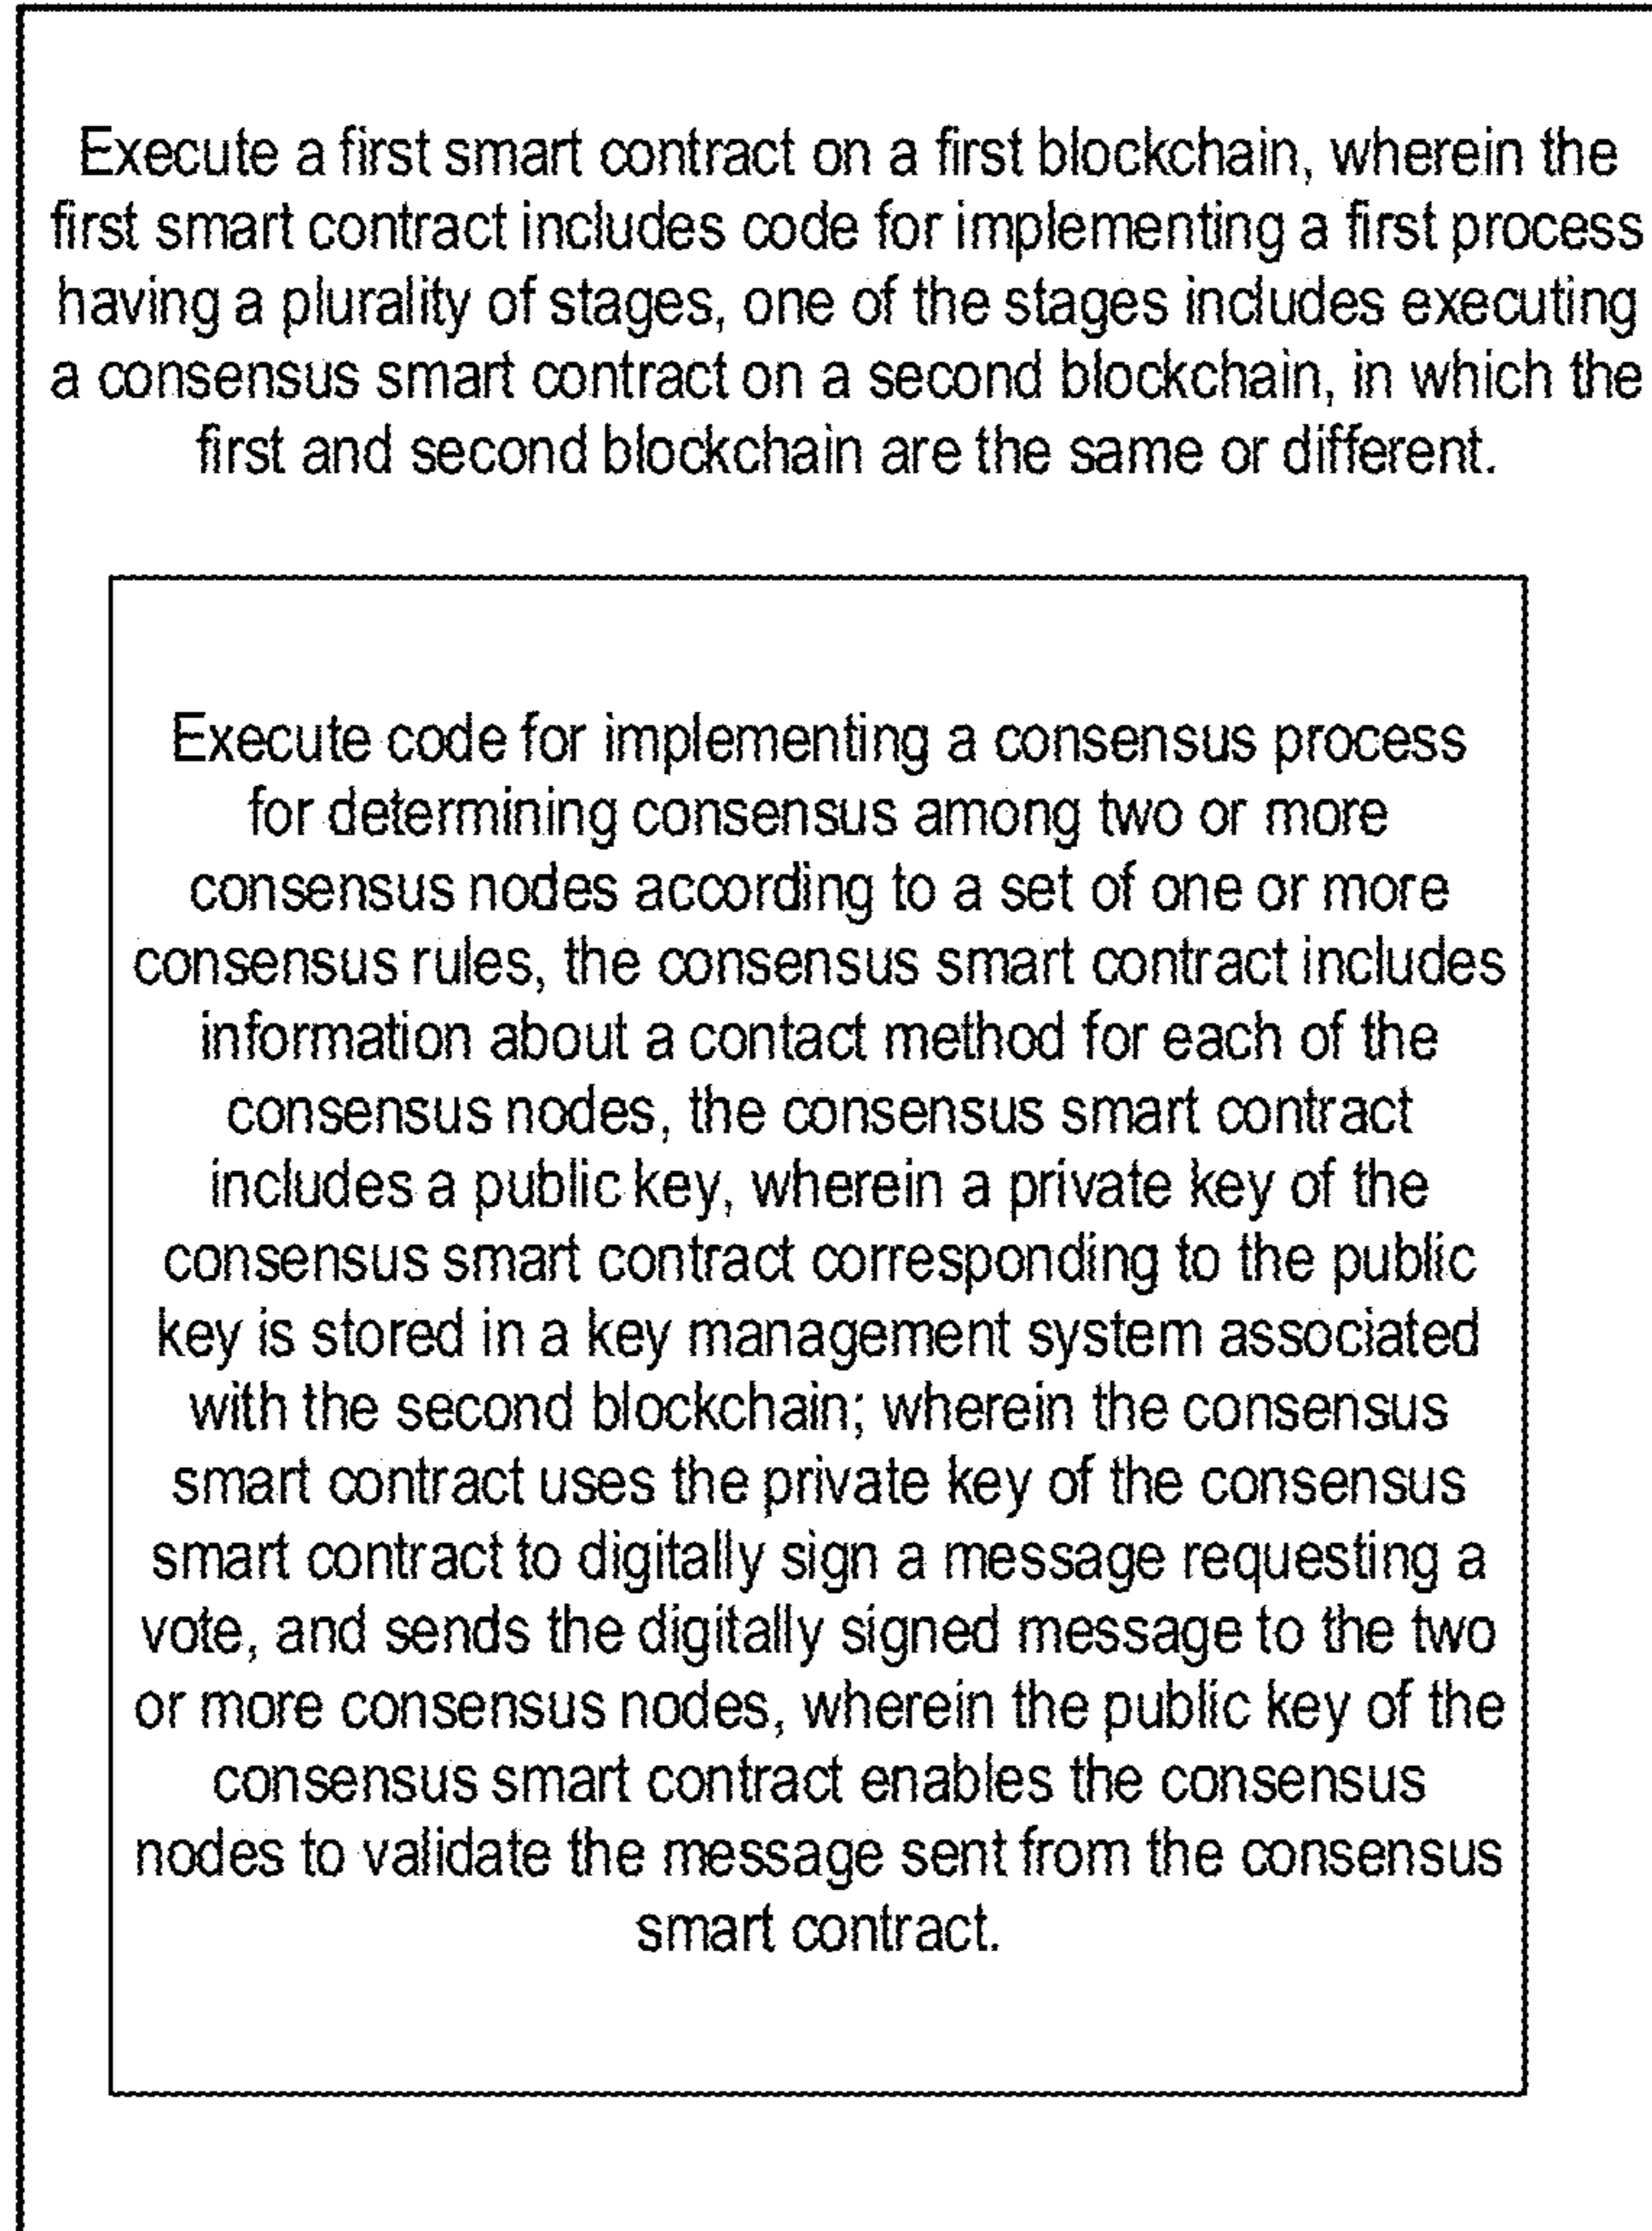 Execute a first smart contract on a first blockchain, wherein the
first smart contract includes code for implementing a first process
having a plurality of stages, one of the stages includes executing
a consensus smart contract on a second blockchain, in which the
first and second blockchain are the same or different.
Execute code for implementing a consensus process
for determining consensus among two or more
consensus nodes according to a set of one or more
consensus rules, the consensus smart contract includes
information about a contact method for each of the
consensus nodes, the consensus smart contract
includes a public key, wherein a private key of the
consensus smart contract corresponding to the public
key is stored in a key management system associated
with the second blockchain; wherein the consensus
smart contract uses the private key of the consensus
smart contract to digitally sign a message requesting a
vote, and sends the digitally signed message to the two
or more consensus nodes, wherein the public key of the
consensus smart contract enables the consensus
nodes to validate the message sent from the consensus
smart contract.